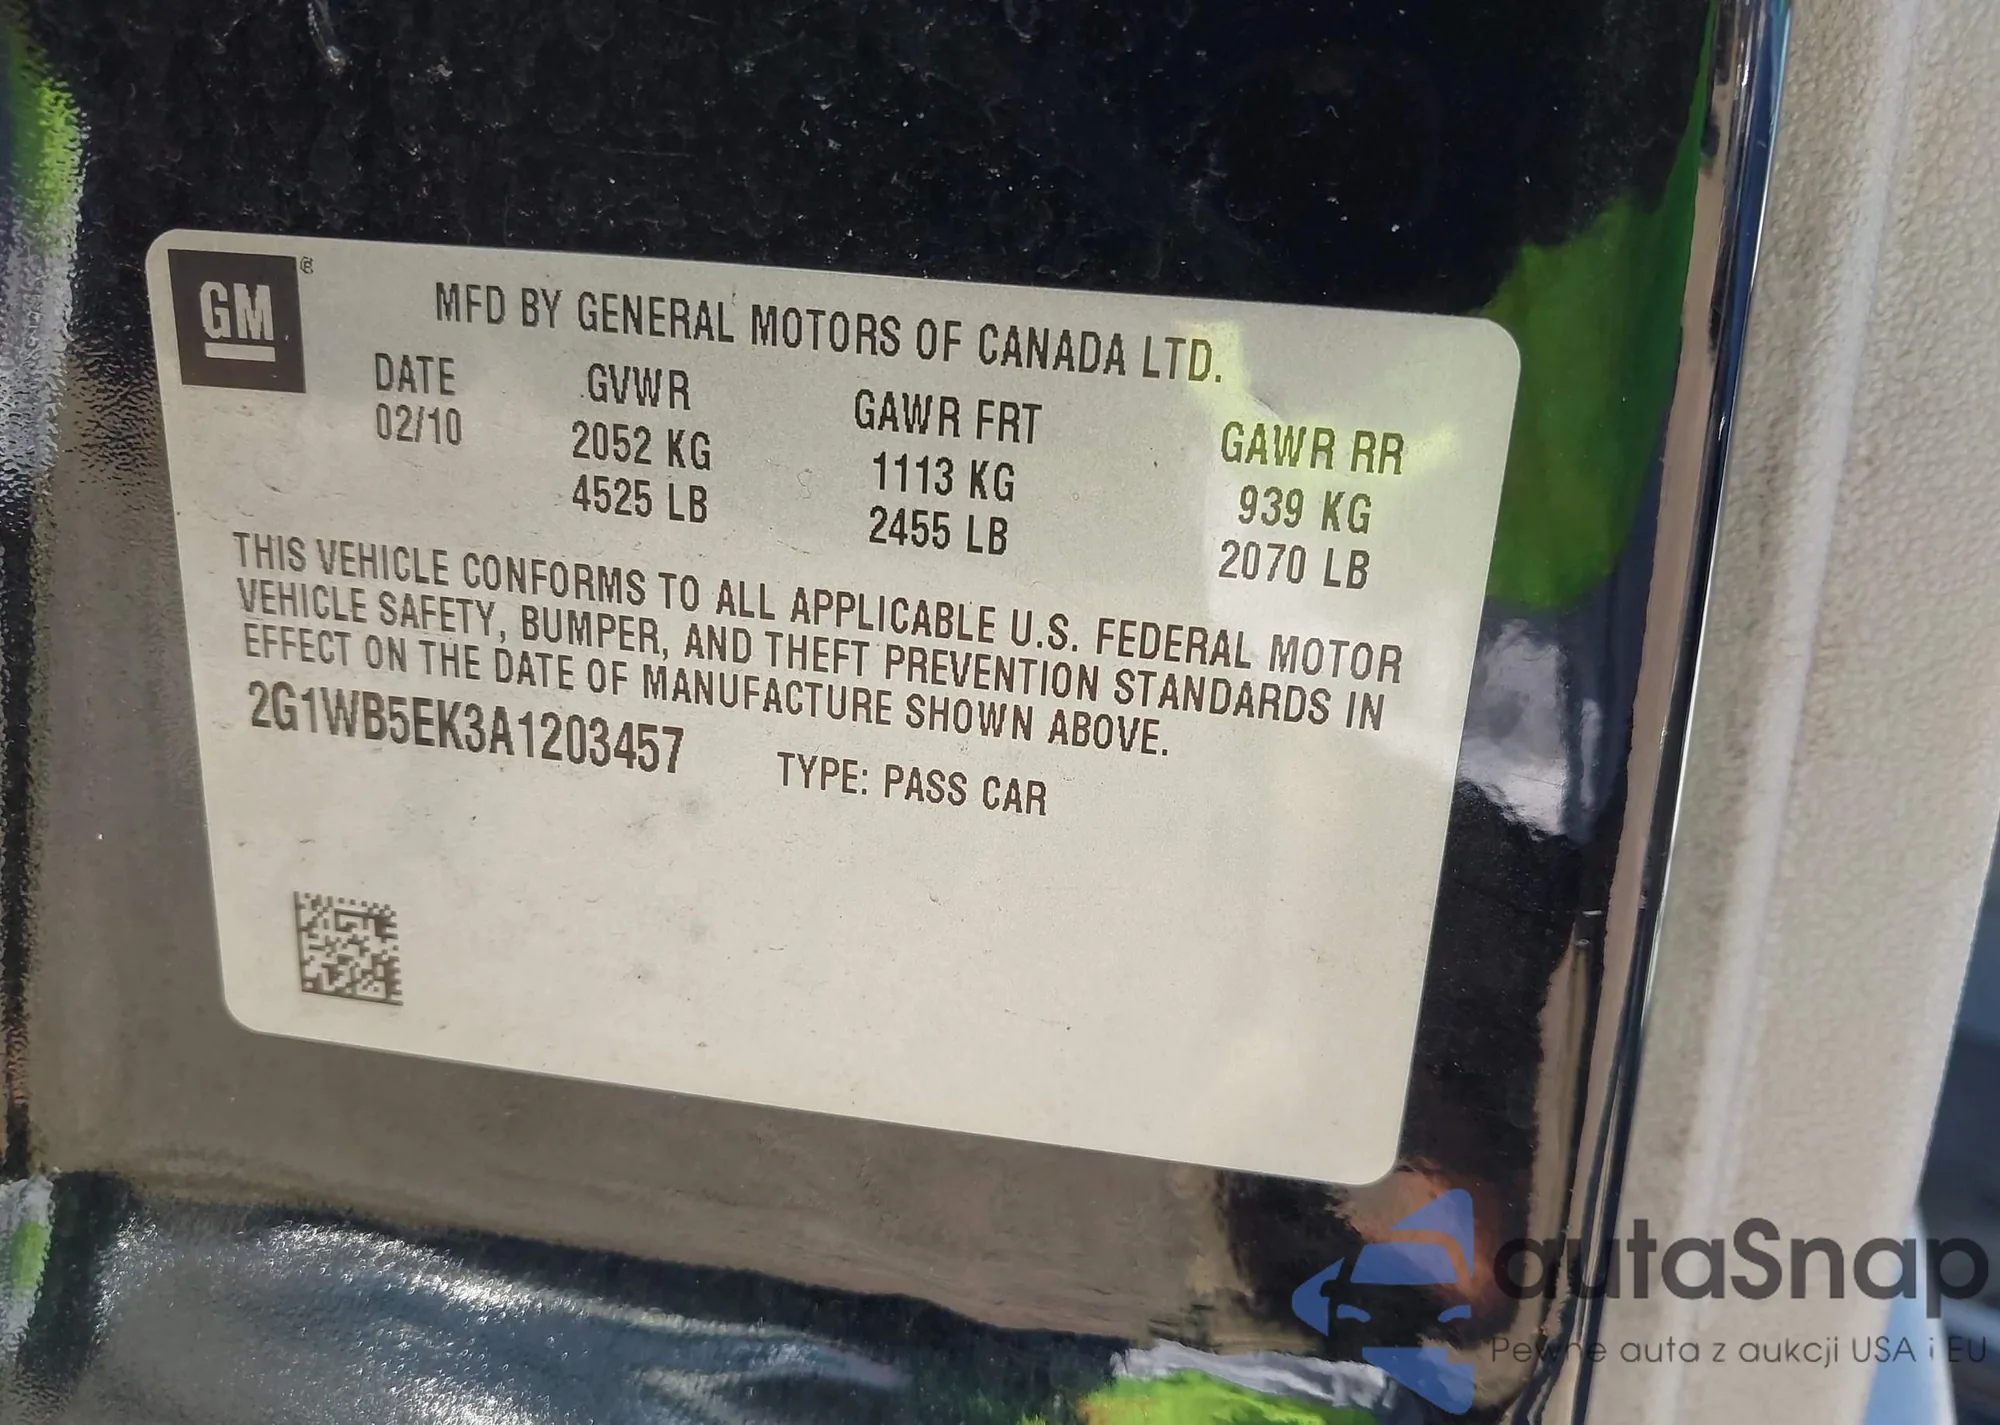 GM ®
MFD BY GENERAL MOTORS OF CANADA LTD.
DATE GVWR GAWR FRT GAWR RR
02/10 2052 KG 1113 KG 939 KG
4525 LB 2455 LB 2070 LB
THIS VEHICLE CONFORMS TO ALL APPLICABLE U.S. FEDERAL MOTOR
VEHICLE SAFETY, BUMPER, AND THEFT PREVENTION STANDARDS IN
EFFECT ON THE DATE OF MANUFACTURE SHOWN ABOVE.
2G1WB5EK3A1203457 TYPE: PASS CAR
autaSnap
Pewne auta z aukcji USA i EU